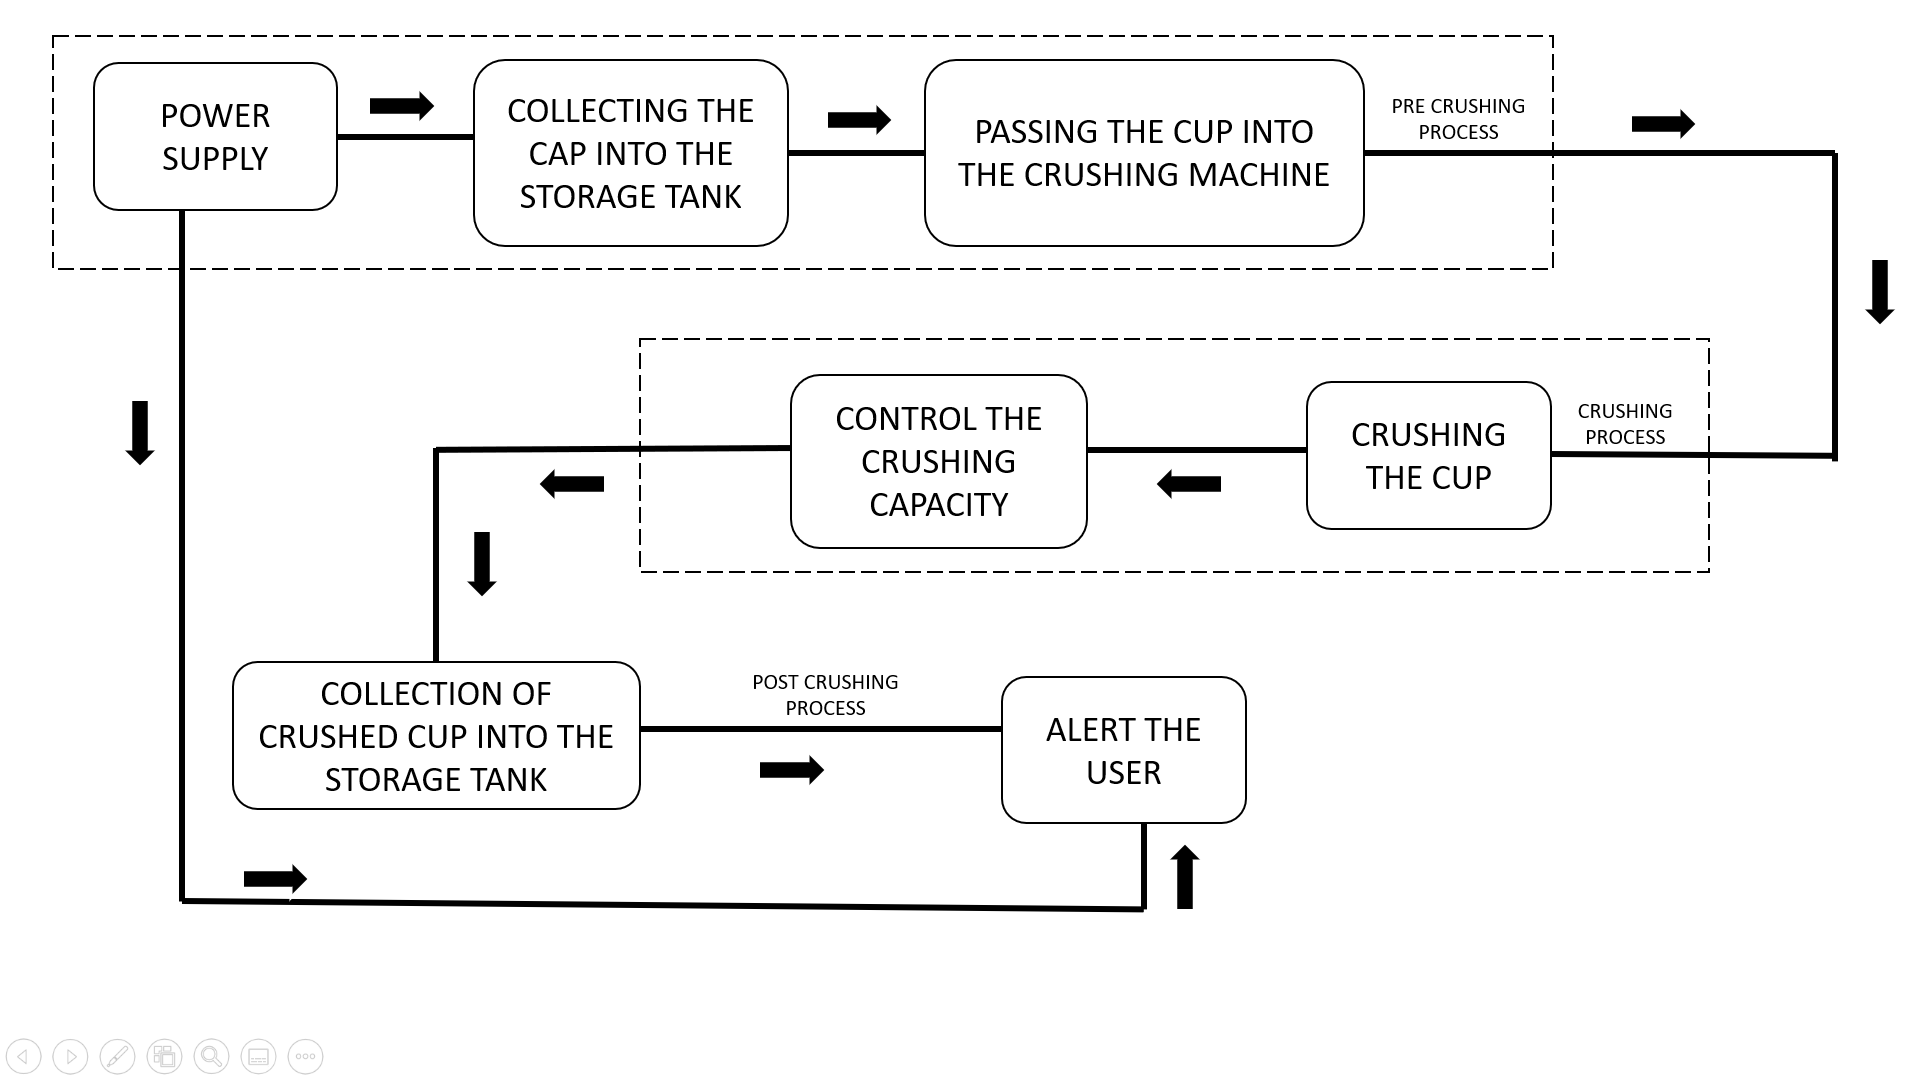 POWER
SUPPLY
COLLECTING THE
CAP INTO THE
STORAGE TANK
PASSING THE CUP INTO
THE CRUSHING MACHINE
PRE CRUSHING
PROCESS
CONTROL THE
CRUSHING
CAPACITY
CRUSHING
THE CUP
CRUSHING
PROCESS
COLLECTION OF
CRUSHED CUP INTO THE
STORAGE TANK
POST CRUSHING
PROCESS
ALERT THE
USER